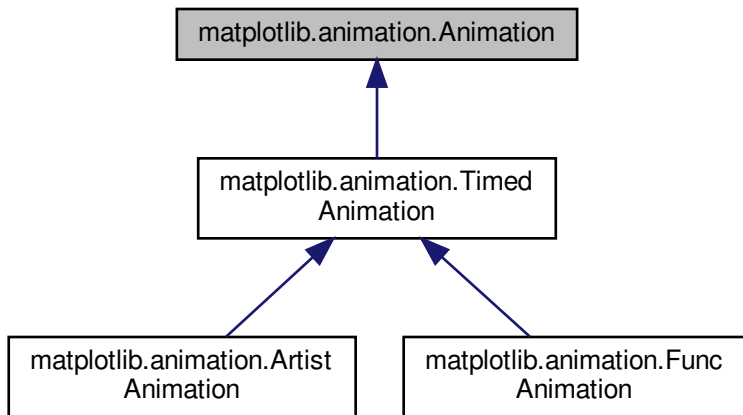 matplotlib.animation.Animation
matplotlib.animation.Timed
Animation
matplotlib.animation.Artist
Animation
matplotlib.animation.Func
Animation